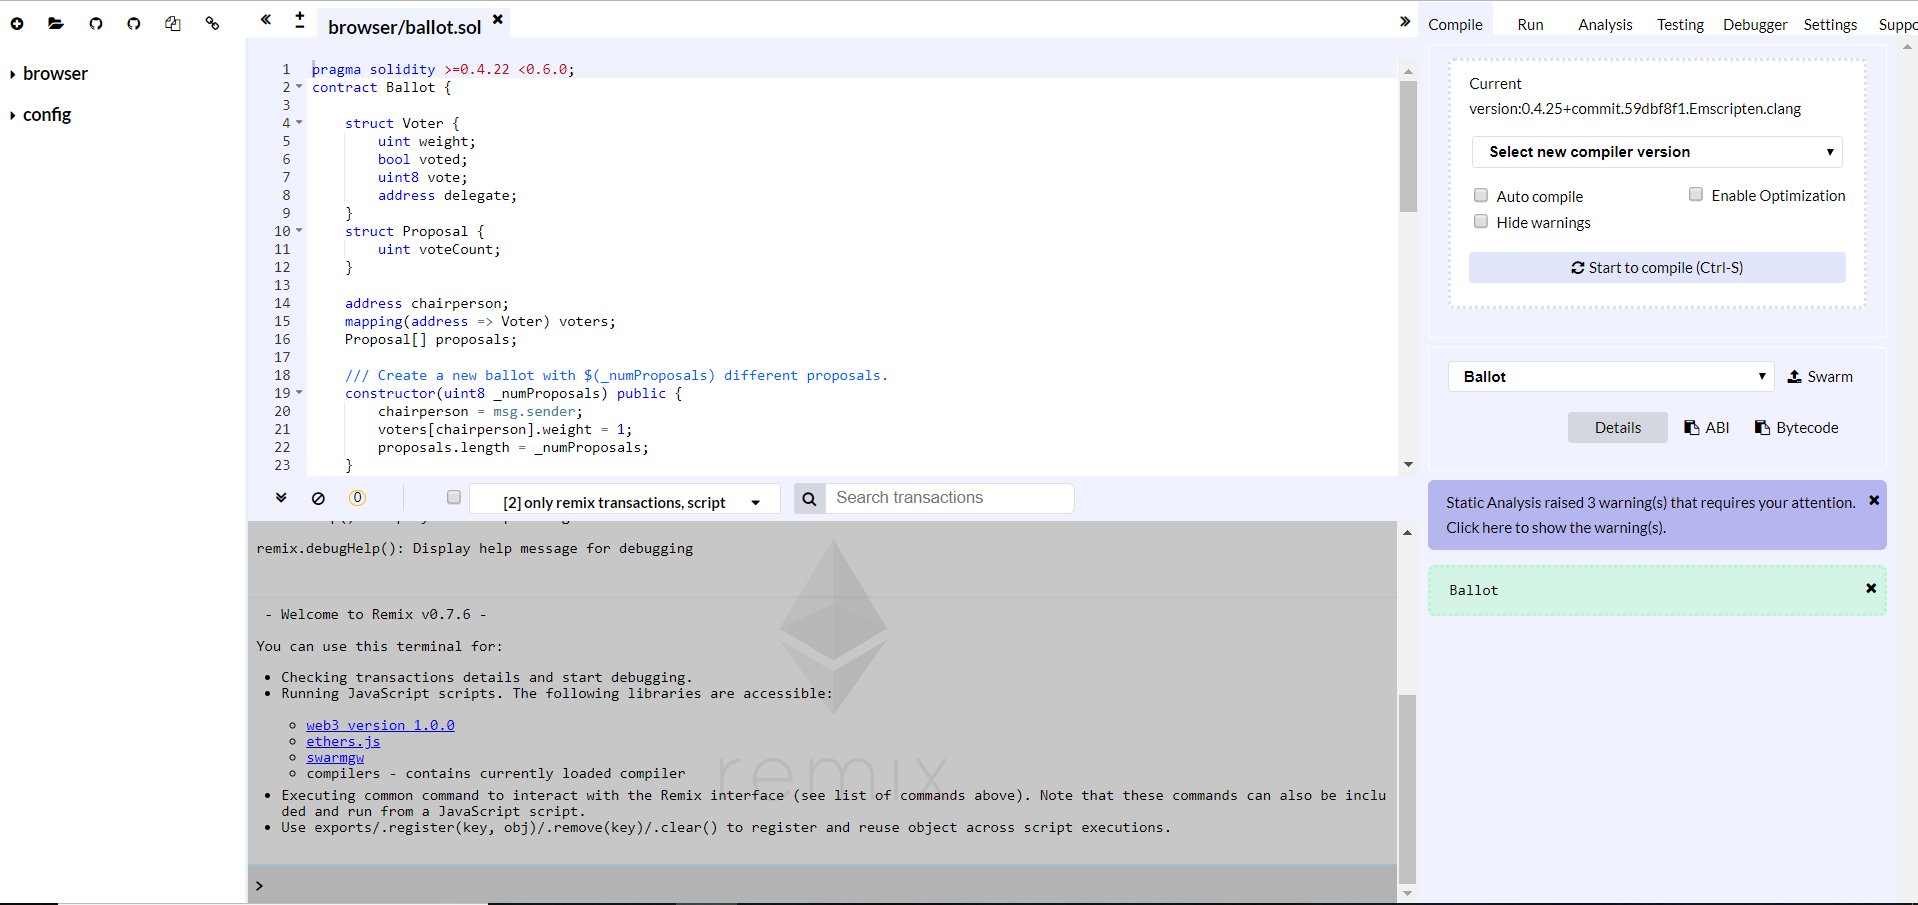 browser/ballot.sol
Compile Run Analysis Testing Debugger Settings Suppo
browser
config
1 pragma solidity >=0.4.22 <0.6.0;
2 contract Ballot {
3
4 struct Voter {
5 uint weight;
6 bool voted;
7 uint8 vote;
8 address delegate;
9 }
10 struct Proposal {
11 uint voteCount;
12 }
13
14 address chairperson;
15 mapping(address => Voter) voters;
16 Proposal[] proposals;
17
18 /// Create a new ballot with $(_numProposals) different proposals.
19 constructor(uint8 _numProposals) public {
20 chairperson = msg.sender;
21 voters[chairperson].weight = 1;
22 proposals.length = _numProposals;
23 }
0
[2] only remix transactions, script
Search transactions
remix.debugHelp(): Display help message for debugging
- Welcome to Remix v0.7.6 -
You can use this terminal for:
• Checking transactions details and start debugging.
• Running JavaScript scripts. The following libraries are accessible:
web3 version 1.0.0
ethers.js
swarmgw
compilers - contains currently loaded compiler
• Executing common command to interact with the Remix interface (see list of commands above). Note that these commands can also be inclu
ded and run from a JavaScript script.
• Use exports/.register(key, obj)/.remove(key)/.clear() to register and reuse object across script executions.
remix
>
Current
version:0.4.25+commit.59dbf8f1.Emscripten.clang
Select new compiler version
Auto compile
Enable Optimization
Hide warnings
Start to compile (Ctrl-S)
Ballot
Swarm
Details
ABI
Bytecode
Static Analysis raised 3 warning(s) that requires your attention.
Click here to show the warning(s).
Ballot